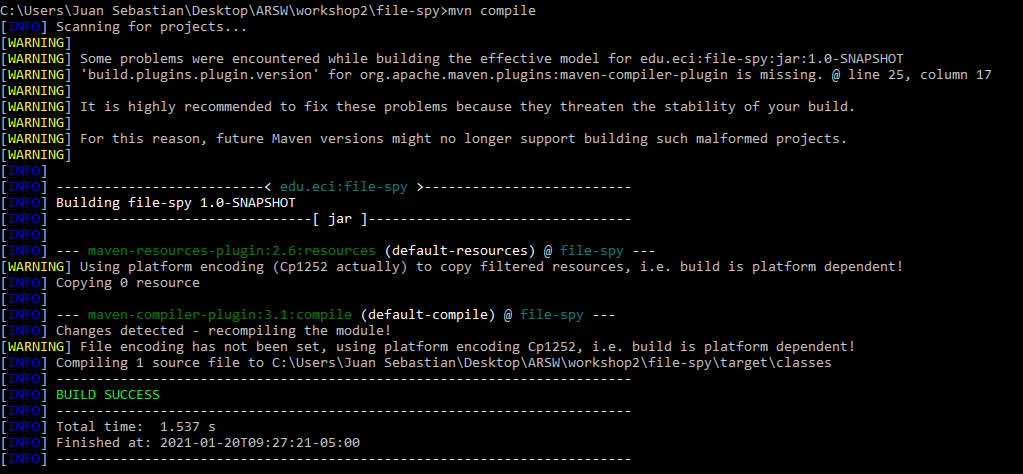 C:\Users\Juan Sebastian\Desktop\ARSW\workshop2\file-spy>mvn compile
[INFO] Scanning for projects...
[WARNING]
[WARNING] Some problems were encountered while building the effective model for edu.eci:file-spy:jar:1.0-SNAPSHOT
[WARNING] 'build.plugins.plugin.version' for org.apache.maven.plugins:maven-compiler-plugin is missing. @ line 25, column 17
[WARNING]
[WARNING] It is highly recommended to fix these problems because they threaten the stability of your build.
[WARNING]
[WARNING] For this reason, future Maven versions might no longer support building such malformed projects.
[WARNING]
[INFO]
[INFO] --------------------------< edu.eci:file-spy >--------------------------
[INFO] Building file-spy 1.0-SNAPSHOT
[INFO] --------------------------------[ jar ]---------------------------------
[INFO]
[INFO] --- maven-resources-plugin:2.6:resources (default-resources) @ file-spy ---
[WARNING] Using platform encoding (Cp1252 actually) to copy filtered resources, i.e. build is platform dependent!
[INFO] Copying 0 resource
[INFO]
[INFO] --- maven-compiler-plugin:3.1:compile (default-compile) @ file-spy ---
[INFO] Changes detected - recompiling the module!
[WARNING] File encoding has not been set, using platform encoding Cp1252, i.e. build is platform dependent!
[INFO] Compiling 1 source file to C:\Users\Juan Sebastian\Desktop\ARSW\workshop2\file-spy\target\classes
[INFO] ------------------------------------------------------------------------
[INFO] BUILD SUCCESS
[INFO] ------------------------------------------------------------------------
[INFO] Total time:  1.537 s
[INFO] Finished at: 2021-01-20T09:27:21-05:00
[INFO] ------------------------------------------------------------------------